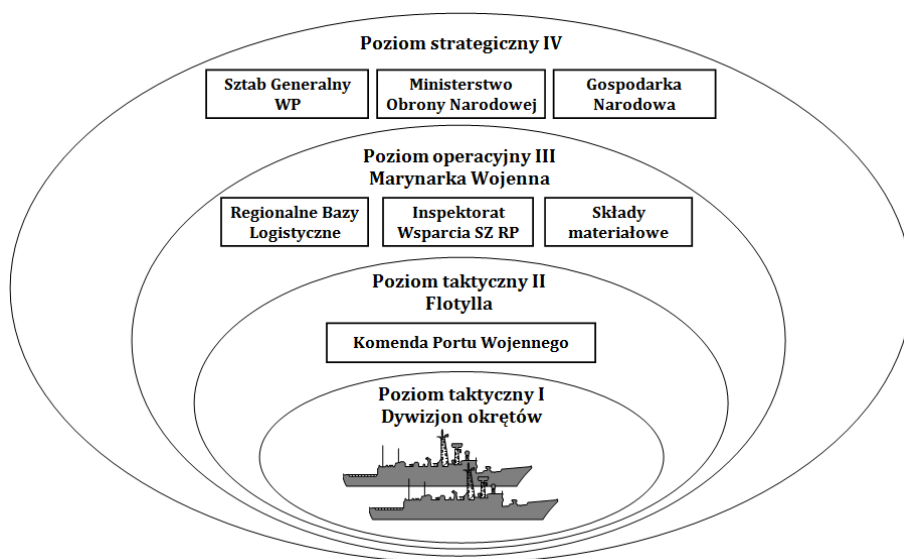 Poziom strategiczny IV
Sztab Generalny
WP
Ministerstwo
Obrony Narodowej
Gospodarka
Narodowa
Poziom operacyjny III
Marynarka Wojenna
Regionalne Bazy
Logistyczne
Inspektorat
Wsparcia SZ RP
Składy
materiałowe
Poziom taktyczny II
Flotylla
Komenda Portu Wojennego
Poziom taktyczny I
Dywizjon okrętów